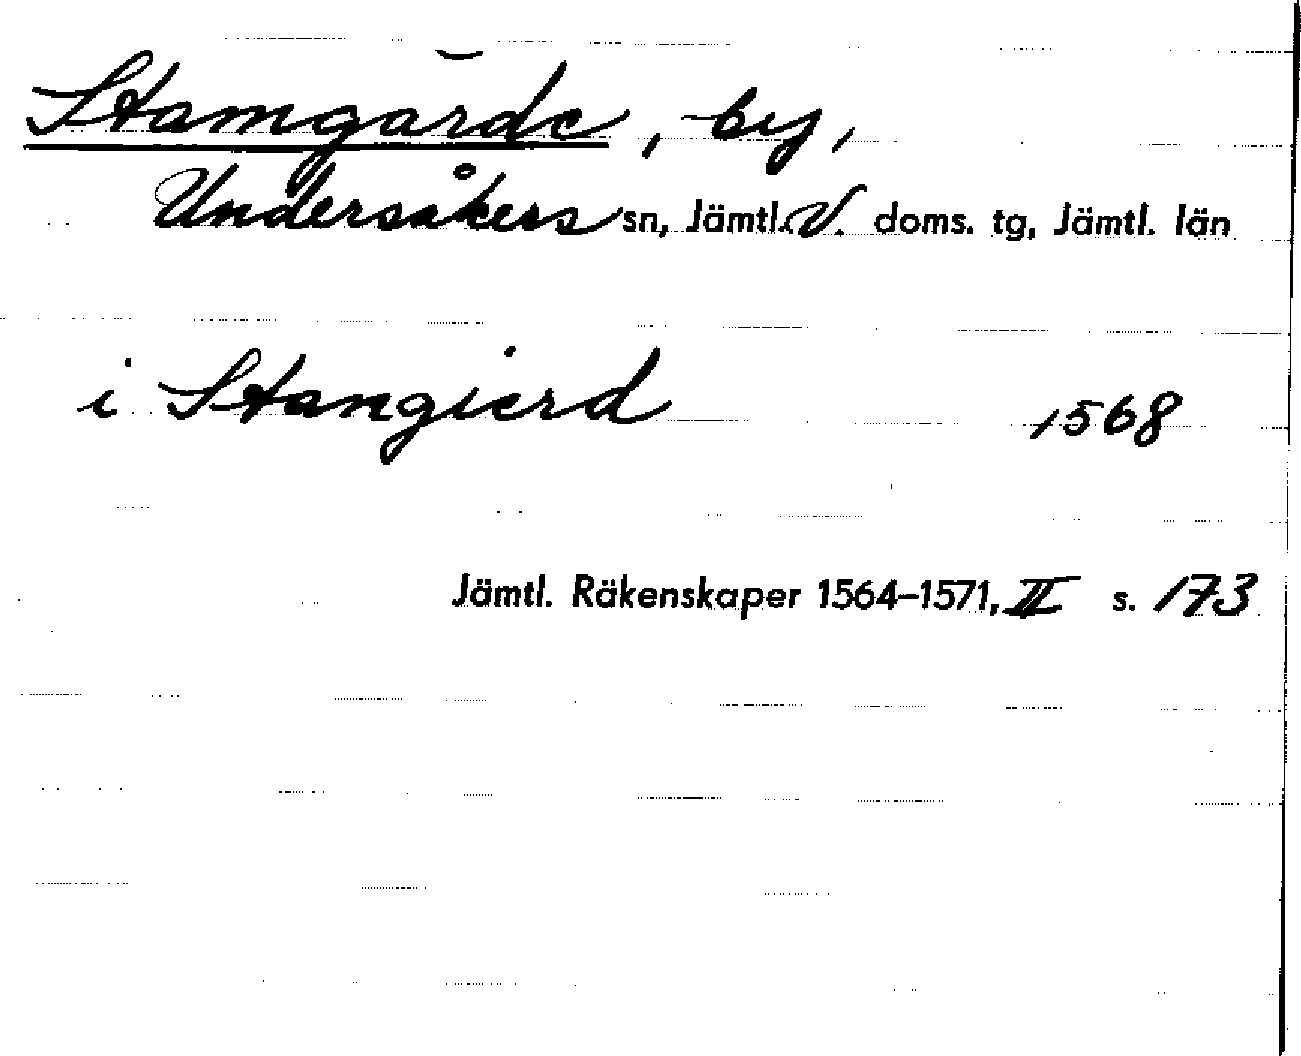 Stamgärde, by,
Undersåkers sn, Jämtl. V. doms. tg, Jämtl. län
i Stangierd 1568
Jämtl. Räkenskaper 1564–1571, II s. 173